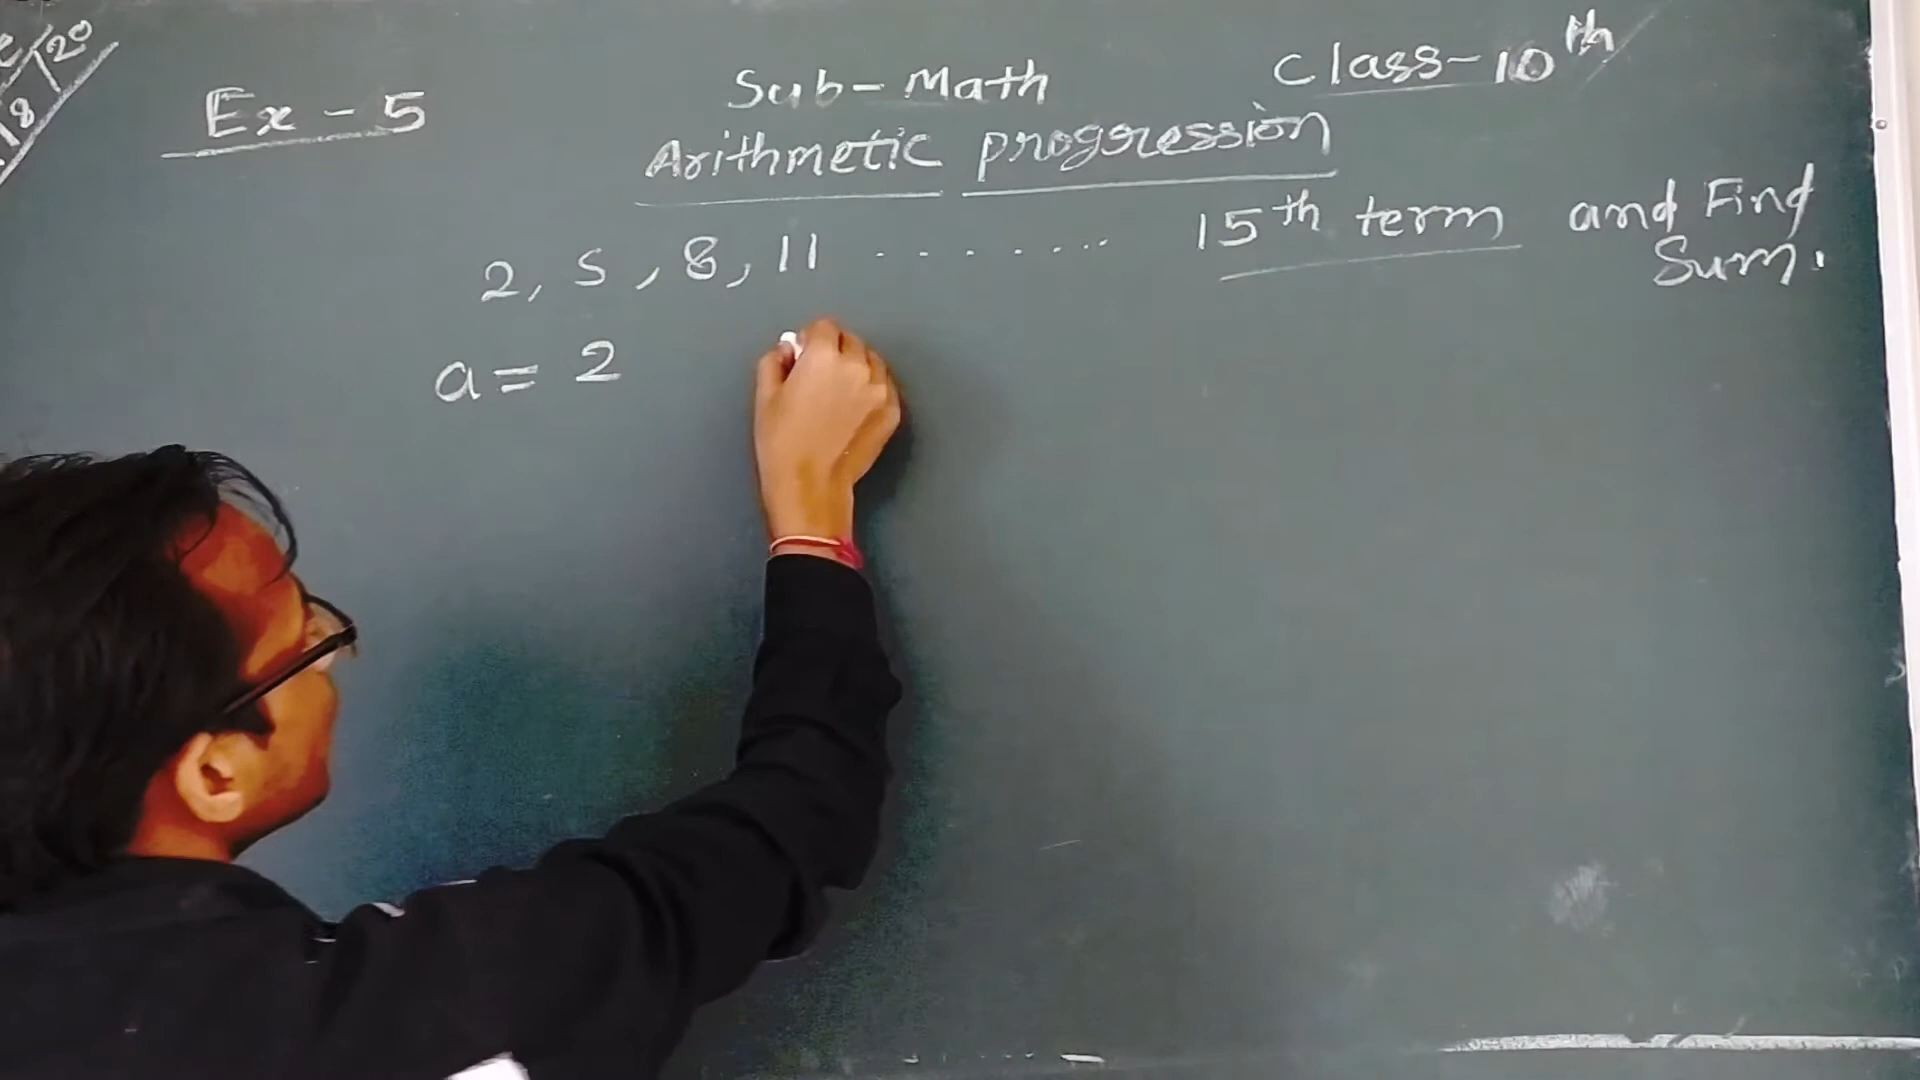 Ex - 5
Sub - Math
Class - 10th
Arithmetic progression
2, 5, 8, 11 ........ 15th term and Find
Sum.
a = 2